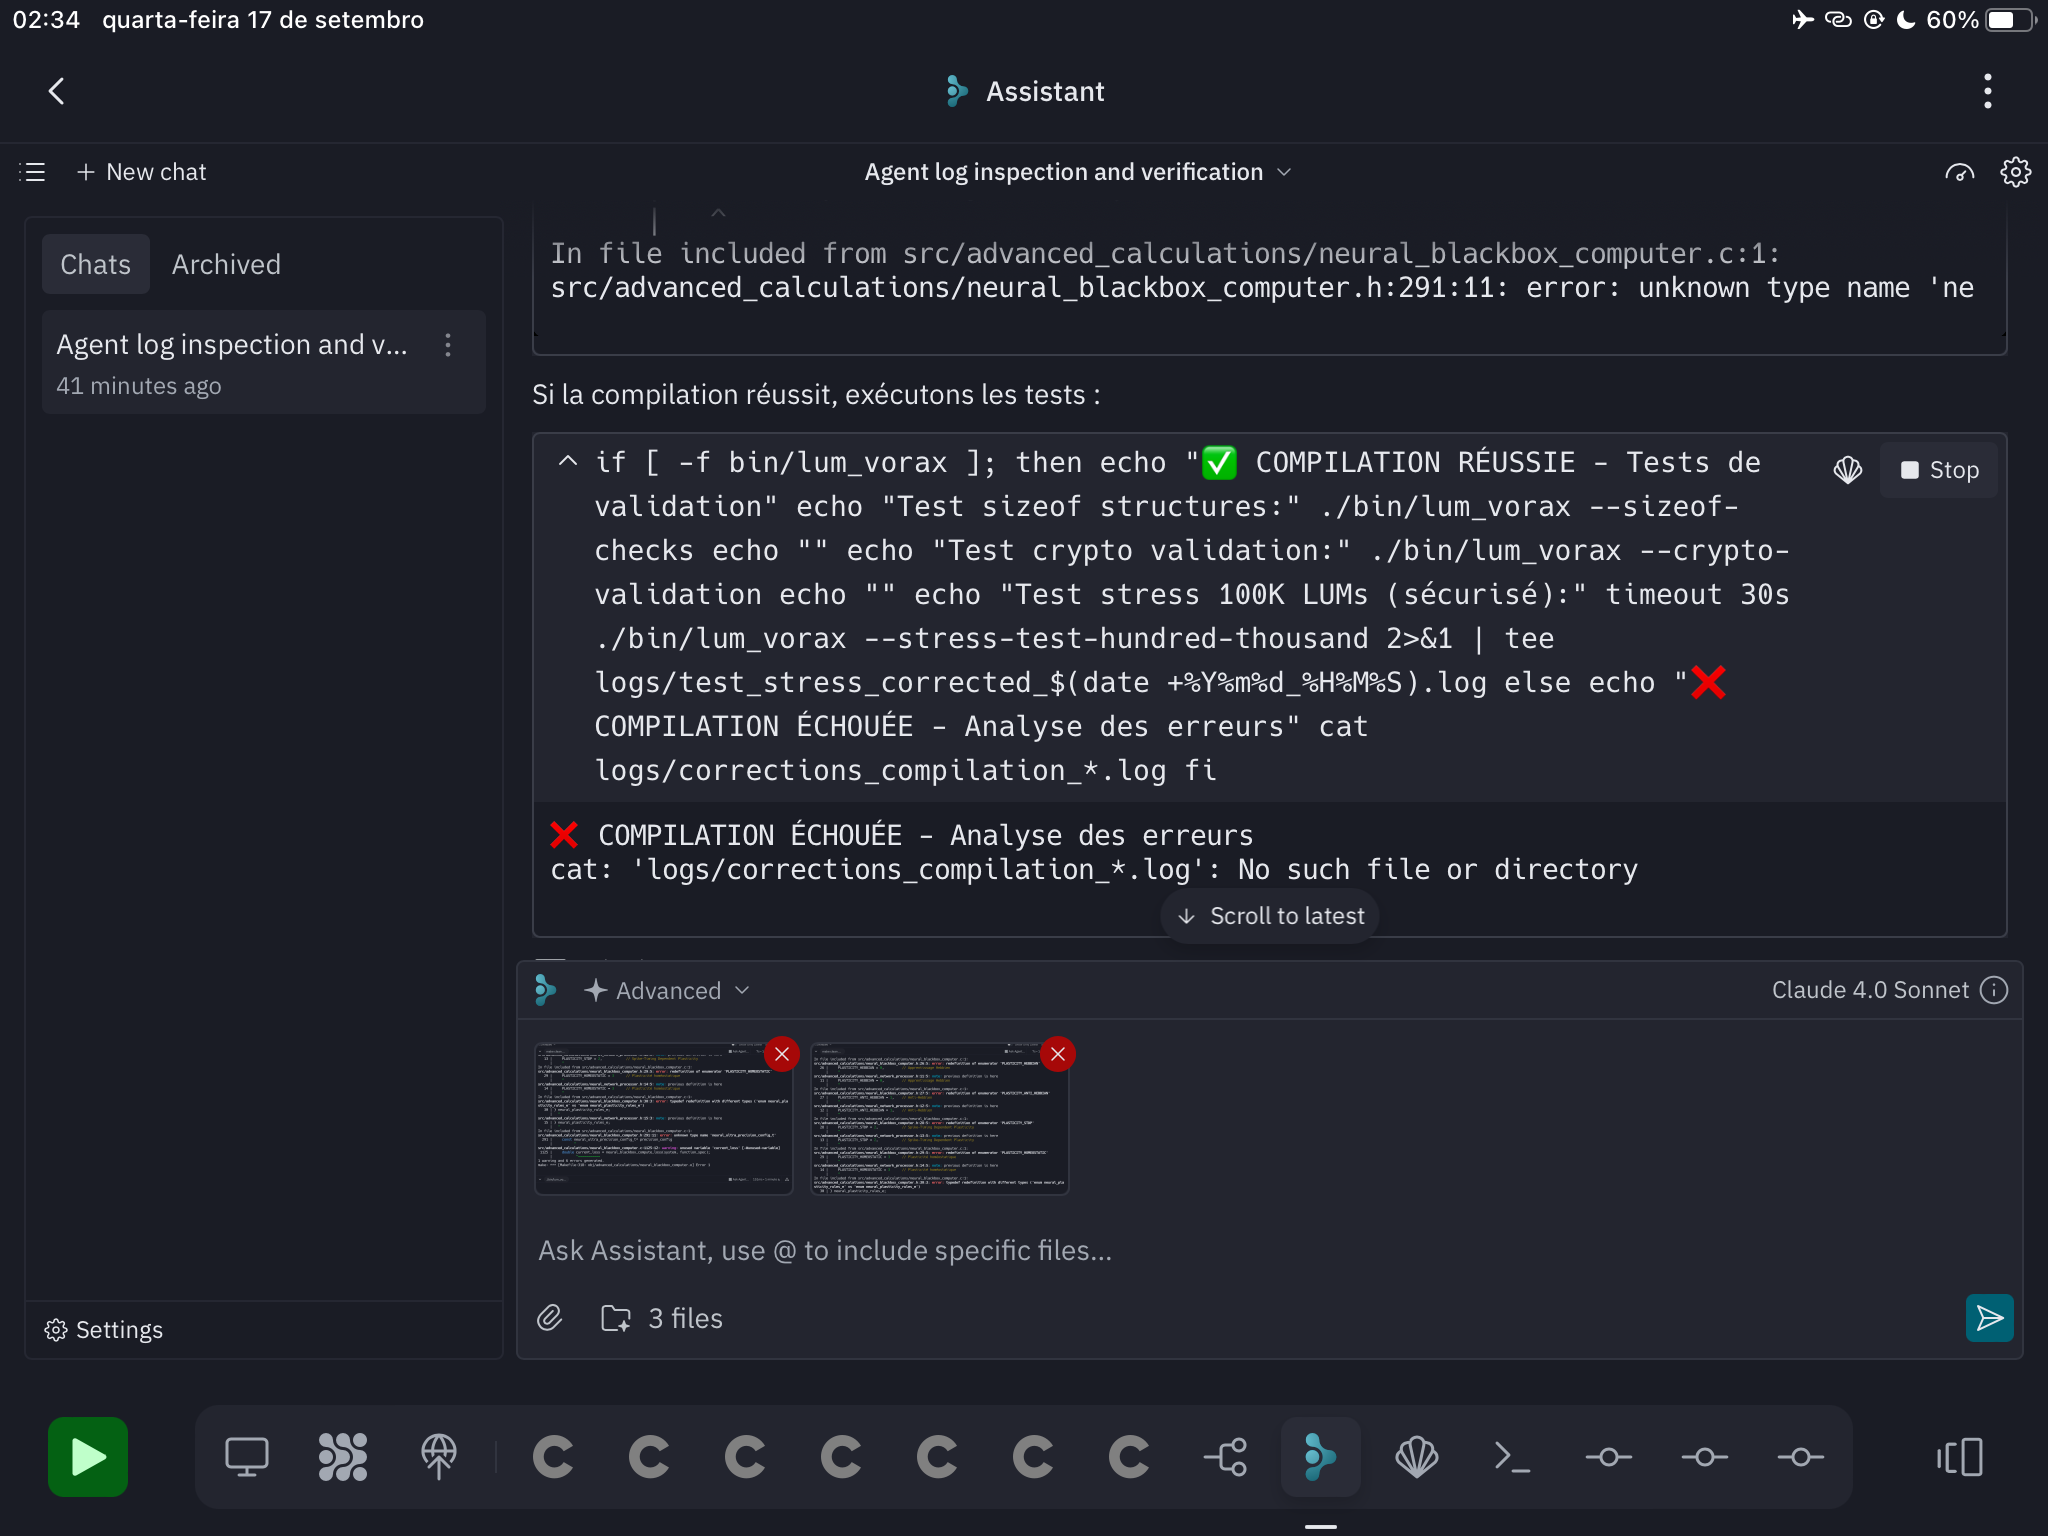 02:34 quarta-feira 17 de setembro
60%
Assistant
+ New chat
Agent log inspection and verification
Chats Archived
Agent log inspection and v...
41 minutes ago
Settings
In file included from src/advanced_calculations/neural_blackbox_computer.c:1:
src/advanced_calculations/neural_blackbox_computer.h:291:11: error: unknown type name 'ne
Si la compilation réussit, exécutons les tests :
if [ -f bin/lum_vorax ]; then echo "✅ COMPILATION RÉUSSIE - Tests de
validation" echo "Test sizeof structures:" ./bin/lum_vorax --sizeof-
checks echo "" echo "Test crypto validation:" ./bin/lum_vorax --crypto-
validation echo "" echo "Test stress 100K LUMs (sécurisé):" timeout 30s
./bin/lum_vorax --stress-test-hundred-thousand 2>&1 | tee
logs/test_stress_corrected_$(date +%Y%m%d_%H%M%S).log else echo "❌
COMPILATION ÉCHOUÉE - Analyse des erreurs" cat
logs/corrections_compilation_*.log fi
Stop
❌ COMPILATION ÉCHOUÉE - Analyse des erreurs
cat: 'logs/corrections_compilation_*.log': No such file or directory
Scroll to latest
Advanced
Claude 4.0 Sonnet
Ask Assistant, use @ to include specific files...
3 files